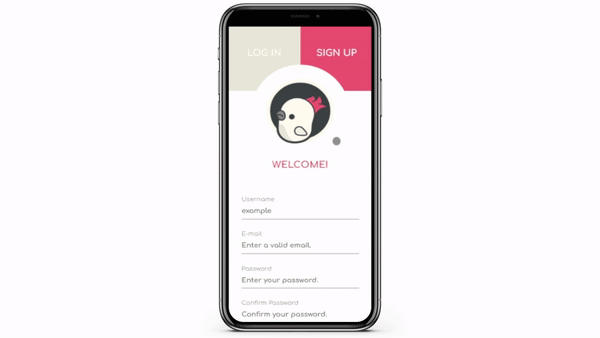 LOG IN
SIGN UP
WELCOME!
Username
example
E-mail
Enter a valid email.
Password
Enter your password.
Confirm Password
Confirm your password.